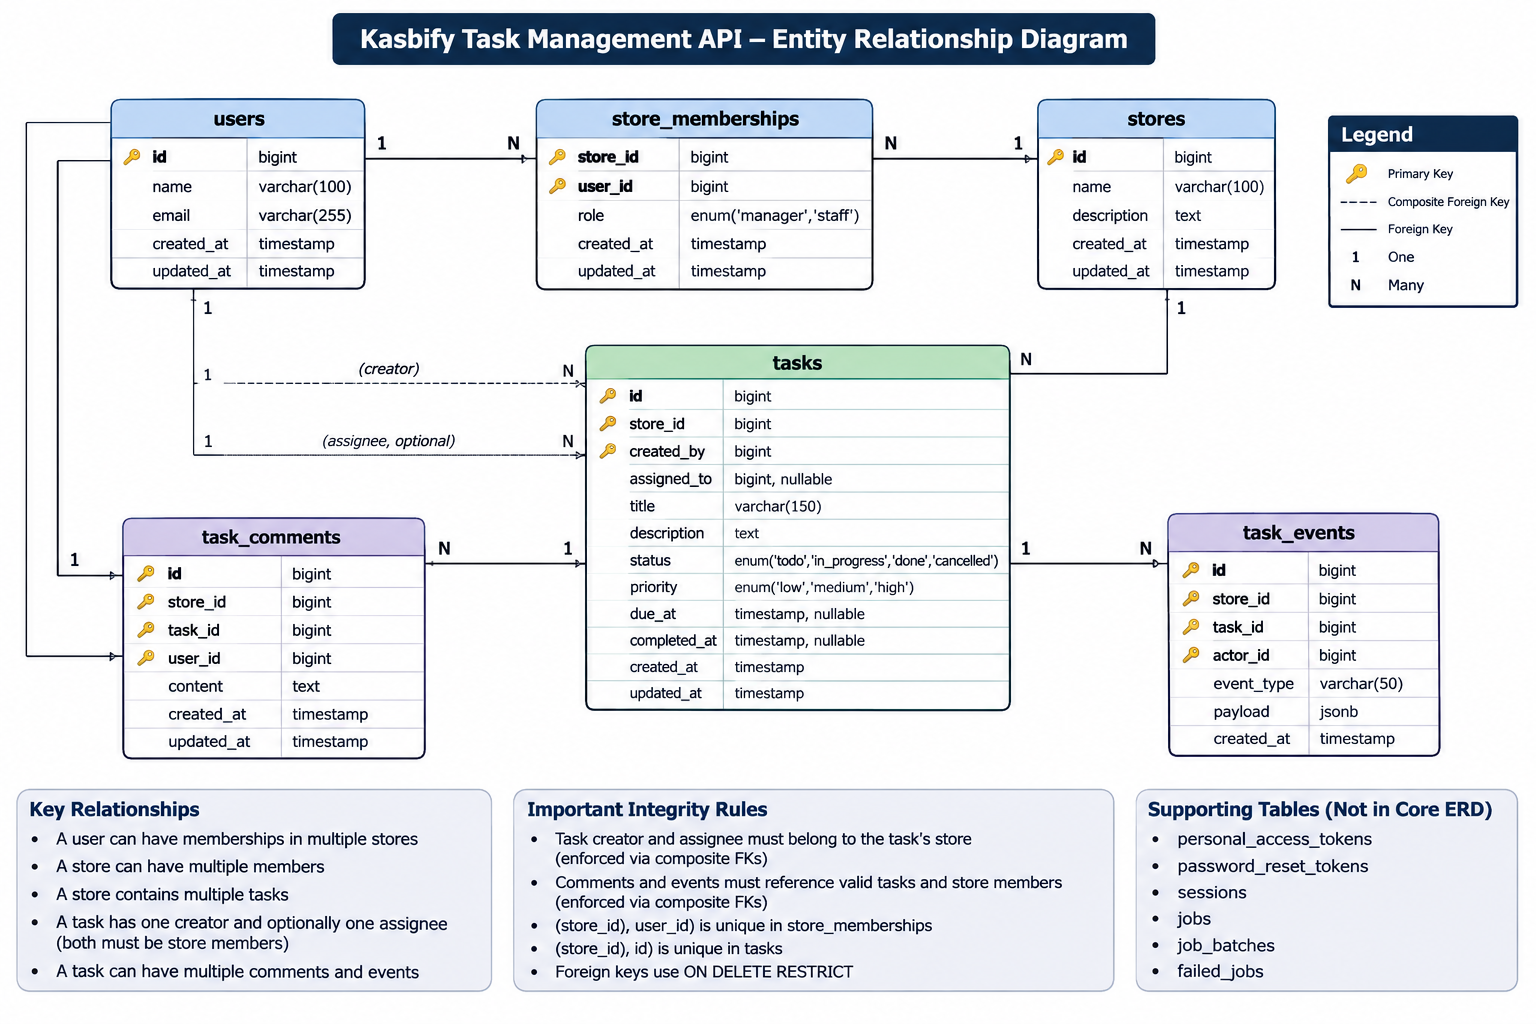 Kasbify Task Management API – Entity Relationship Diagram
users
id bigint
name varchar(100)
email varchar(255)
created_at timestamp
updated_at timestamp
1
N
store_memberships
store_id bigint
user_id bigint
role enum('manager','staff')
created_at timestamp
updated_at timestamp
N
1
stores
id bigint
name varchar(100)
description text
created_at timestamp
updated_at timestamp
Legend
Primary Key
Composite Foreign Key
Foreign Key
1 One
N Many
1
1
1
(creator)
N
1
(assignee, optional)
N
N
tasks
id bigint
store_id bigint
created_by bigint
assigned_to bigint, nullable
title varchar(150)
description text
status enum('todo','in_progress','done','cancelled')
priority enum('low','medium','high')
due_at timestamp, nullable
completed_at timestamp, nullable
created_at timestamp
updated_at timestamp
1
task_comments
id bigint
store_id bigint
task_id bigint
user_id bigint
content text
created_at timestamp
updated_at timestamp
N
1
1
N
task_events
id bigint
store_id bigint
task_id bigint
actor_id bigint
event_type varchar(50)
payload jsonb
created_at timestamp
Key Relationships
• A user can have memberships in multiple stores
• A store can have multiple members
• A store contains multiple tasks
• A task has one creator and optionally one assignee
(both must be store members)
• A task can have multiple comments and events
Important Integrity Rules
• Task creator and assignee must belong to the task's store
(enforced via composite FKs)
• Comments and events must reference valid tasks and store members
(enforced via composite FKs)
• (store_id), user_id) is unique in store_memberships
• (store_id), id) is unique in tasks
• Foreign keys use ON DELETE RESTRICT
Supporting Tables (Not in Core ERD)
• personal_access_tokens
• password_reset_tokens
• sessions
• jobs
• job_batches
• failed_jobs